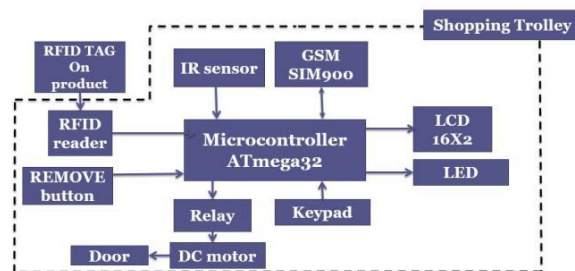 Shopping Trolley
RFID TAG
On
product
IR sensor
GSM
SIM900
RFID
reader
Microcontroller
ATmega32
LCD
16X2
REMOVE
button
LED
Relay
Keypad
Door
DC motor